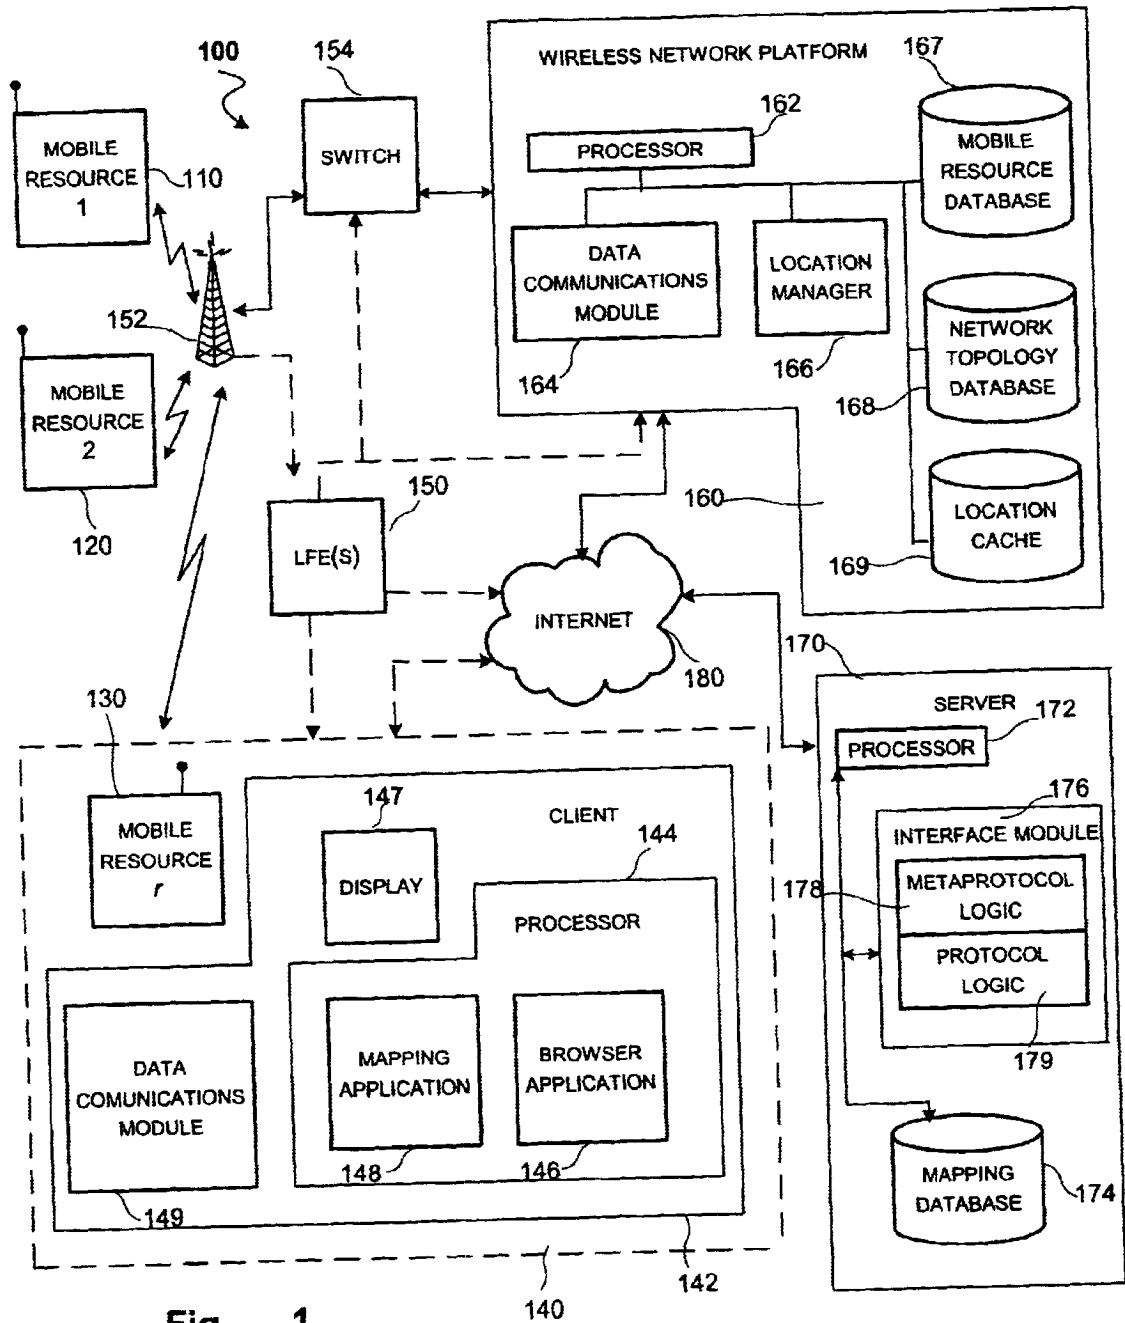 100
154
WIRELESS NETWORK PLATFORM
167
MOBILE
RESOURCE
1
110
SWITCH
162
PROCESSOR
MOBILE
RESOURCE
DATABASE
DATA
COMMUNICATIONS
MODULE
164
LOCATION
MANAGER
166
152
NETWORK
TOPOLOGY
DATABASE
168
MOBILE
RESOURCE
2
120
150
LFE(S)
160
LOCATION
CACHE
169
INTERNET
180
170
SERVER
172
PROCESSOR
176
INTERFACE MODULE
178
METAPROTOCOL
LOGIC
PROTOCOL
LOGIC
179
MAPPING
DATABASE
174
130
MOBILE
RESOURCE
r
147
CLIENT
DISPLAY
144
PROCESSOR
DATA
COMUNICATIONS
MODULE
149
MAPPING
APPLICATION
148
BROWSER
APPLICATION
146
142
140
Fig. 1